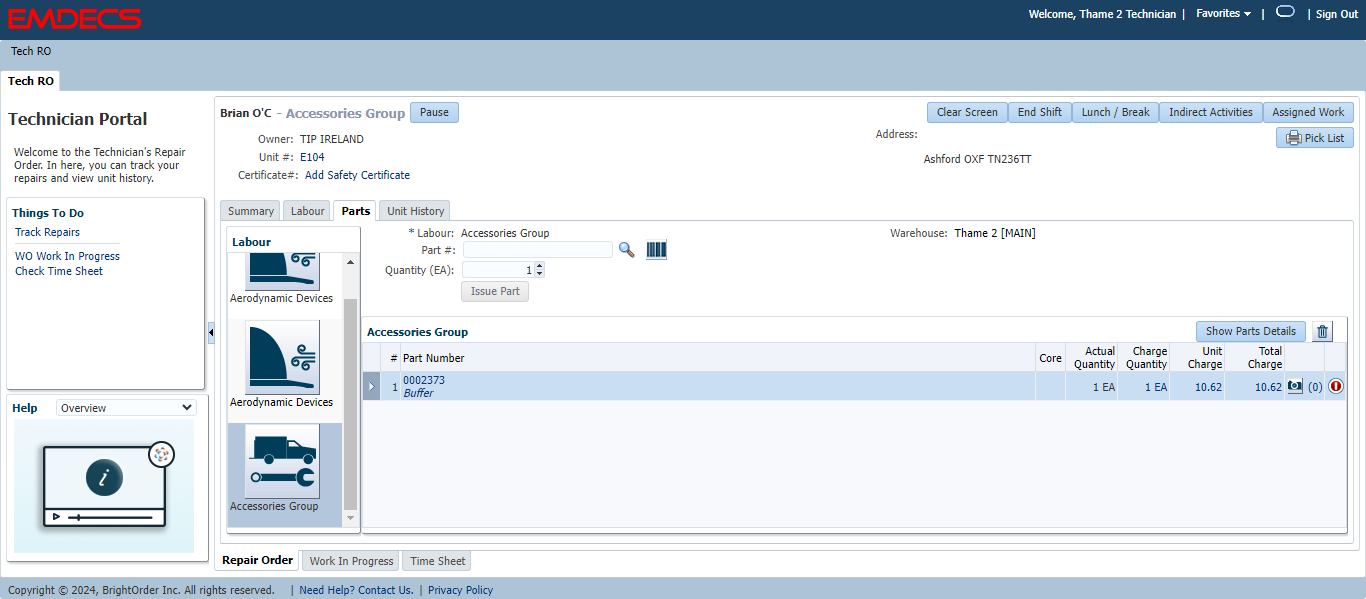 EMDECS
Welcome, Thame 2 Technician | Favorites | | Sign Out
Tech RO
Tech RO
Technician Portal
Welcome to the Technician's Repair
Order. In here, you can track your
repairs and view unit history.
Things To Do
Track Repairs
WO Work In Progress
Check Time Sheet
Help Overview
i
Brian O'C - Accessories Group Pause
Clear Screen End Shift Lunch / Break Indirect Activities Assigned Work
Pick List
Owner: TIP IRELAND
Unit #: E104
Certificate#: Add Safety Certificate
Address:
Ashford OXF TN236TT
Summary Labour Parts Unit History
Labour
Aerodynamic Devices
Aerodynamic Devices
Accessories Group
* Labour: Accessories Group
Part #:
Quantity (EA): 1
Issue Part
Warehouse: Thame 2 [MAIN]
Accessories Group Show Parts Details
# Part Number Core Actual Quantity Charge Quantity Unit Charge Total Charge
1 0002373 1 EA 1 EA 10.62 10.62 (0)
Buffer
Repair Order Work In Progress Time Sheet
Copyright © 2024, BrightOrder Inc. All rights reserved. | Need Help? Contact Us. | Privacy Policy